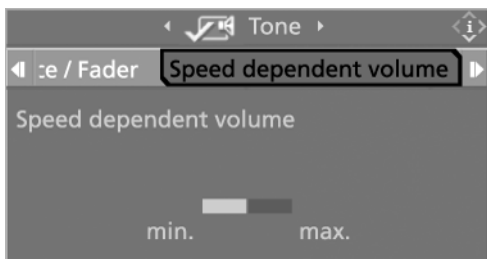 Tone
i
:e / Fader Speed dependent volume
Speed dependent volume
min. max.